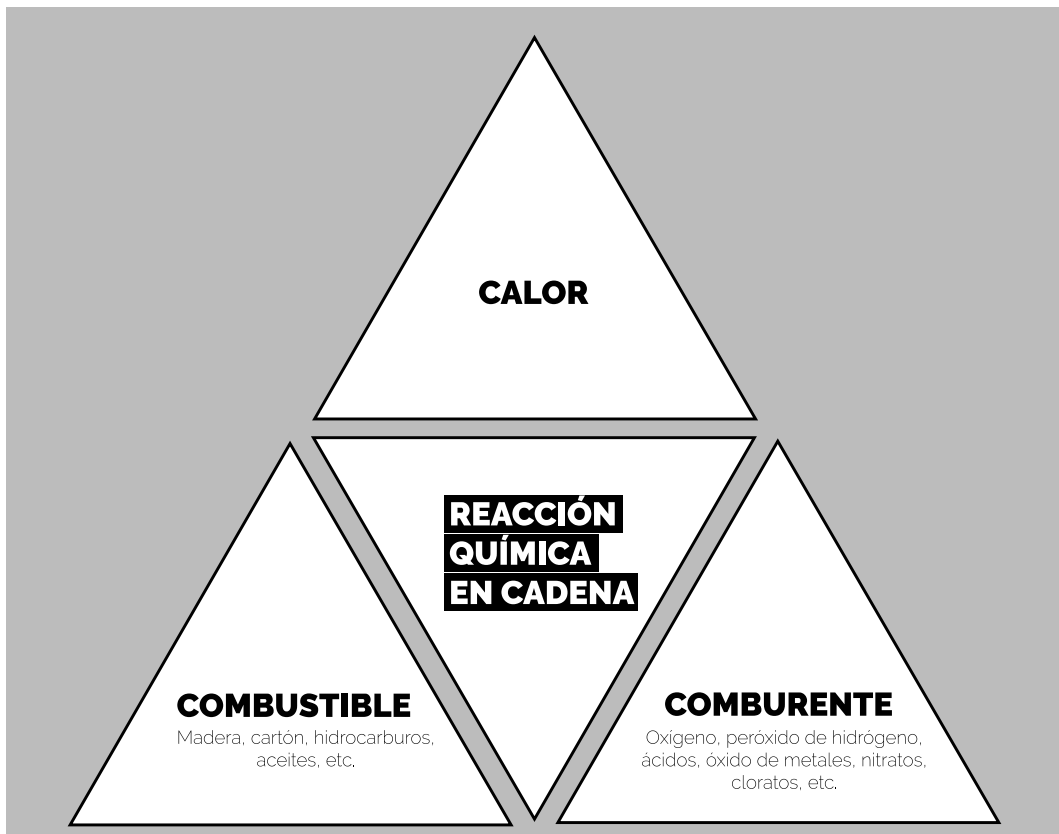 CALOR
REACCIÓN
QUÍMICA
EN CADENA
COMBUSTIBLE
Madera, cartón, hidrocarburos,
aceites, etc.
COMBURENTE
Oxígeno, peróxido de hidrógeno,
ácidos, óxido de metales, nitratos,
cloratos, etc.